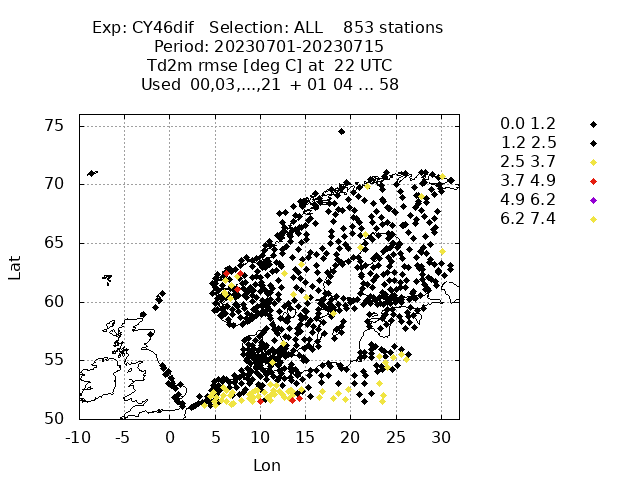 Exp: CY46dif   Selection: ALL    853 stations
Period: 20230701-20230715
Td2m rmse [deg C] at  22 UTC
Used  00,03,...,21  + 01 04 ... 58
75
70
65
60
55
50
Lat
-10 -5 0 5 10 15 20 25 30
Lon
0.0 1.2
1.2 2.5
2.5 3.7
3.7 4.9
4.9 6.2
6.2 7.4